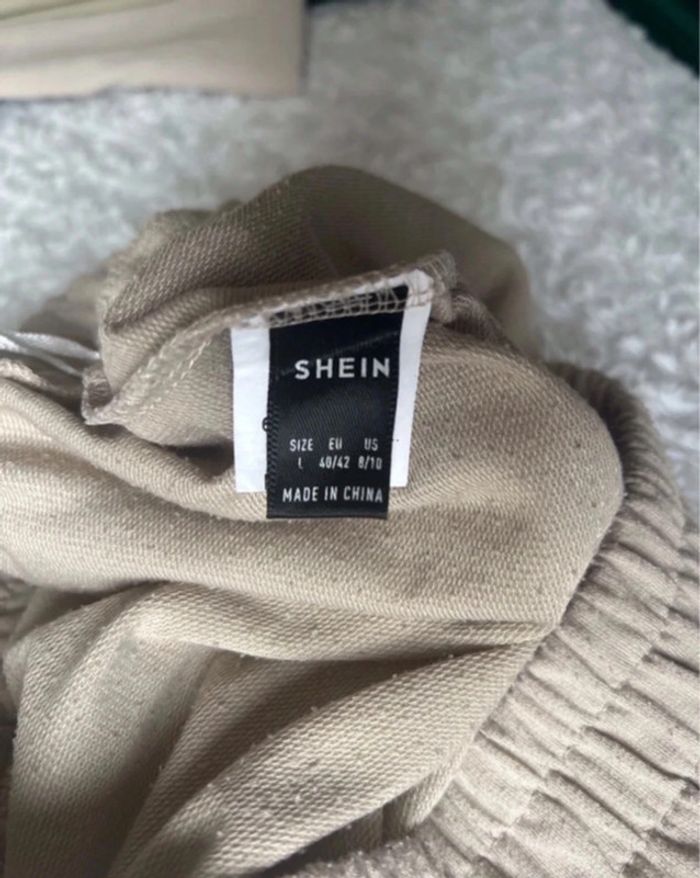 SHEIN
SIZE EU US
L 40/42 8/10
MADE IN CHINA